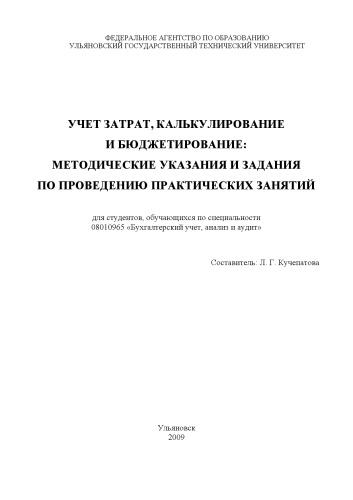 ФЕДЕРАЛЬНОЕ АГЕНТСТВО ПО ОБРАЗОВАНИЮ
УЛЬЯНОВСКИЙ ГОСУДАРСТВЕННЫЙ ТЕХНИЧЕСКИЙ УНИВЕРСИТЕТ
УЧЕТ ЗАТРАТ, КАЛЬКУЛИРОВАНИЕ
И БЮДЖЕТИРОВАНИЕ:
МЕТОДИЧЕСКИЕ УКАЗАНИЯ И ЗАДАНИЯ
ПО ПРОВЕДЕНИЮ ПРАКТИЧЕСКИХ ЗАНЯТИЙ
для студентов, обучающихся по специальности
08010965 «Бухгалтерский учет, анализ и аудит»
Составитель: Л. Г. Кучепатова
Ульяновск
2009